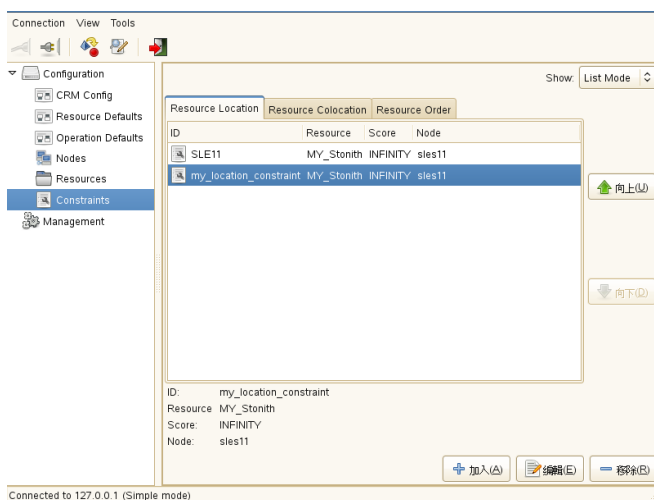 Connection View Tools
Configuration
CRM Config
Resource Defaults
Operation Defaults
Nodes
Resources
Constraints
Management
Show: List Mode
Resource Location Resource Colocation Resource Order
ID Resource Score Node
SLE11 MY_Stonith INFINITY sles11
my_location_constraint MY_Stonith INFINITY sles11
向上(U)
向下(D)
ID: my_location_constraint
Resource MY_Stonith
Score: INFINITY
Node: sles11
加入(A) 編輯(E) 移除(R)
Connected to 127.0.0.1 (Simple mode)